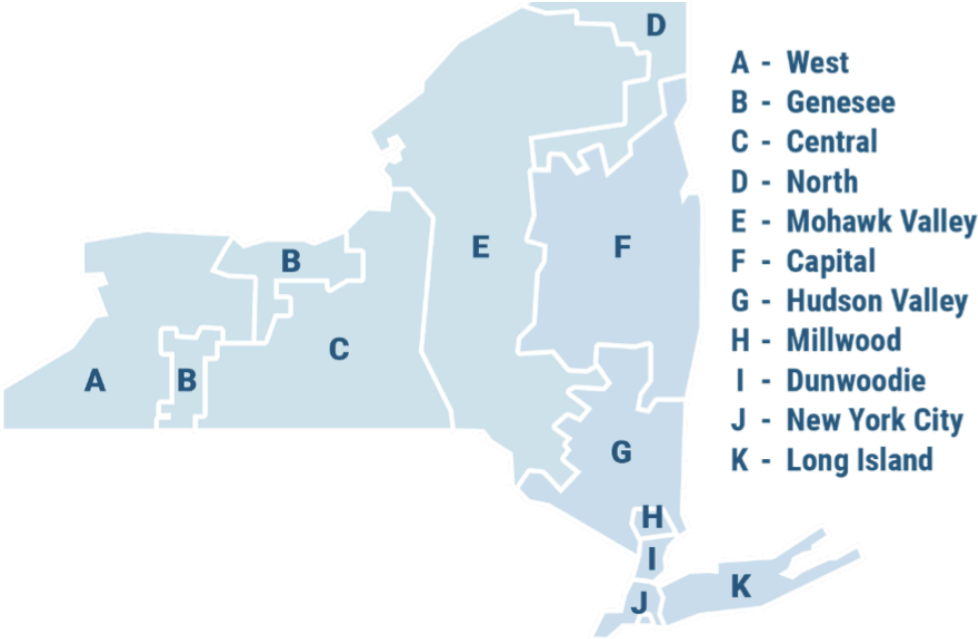 D
A - West
B - Genesee
C - Central
D - North
E - Mohawk Valley
F - Capital
G - Hudson Valley
H - Millwood
I - Dunwoodie
J - New York City
K - Long Island
B
E
F
C
A
B
G
H
I
J
K